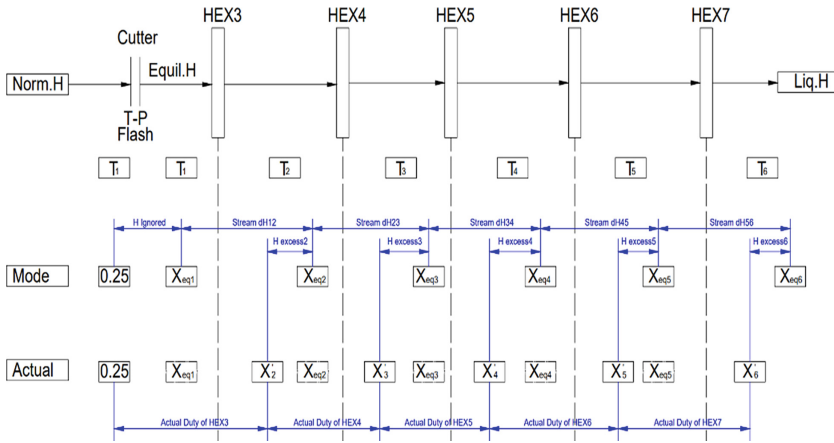 HEX3 HEX4 HEX5 HEX6 HEX7
Cutter
Norm.H Equil.H Liq.H
T-P
Flash
T1 T1 T2 T3 T4 T5 T6
H Ignored Stream dH12 Stream dH23 Stream dH34 Stream dH45 Stream dH56
H excess2 H excess3 H excess4 H excess5 H excess6
Mode 0.25 Xeq1 Xeq2 Xeq3 Xeq4 Xeq5 Xeq6
Actual 0.25 Xeq1 X'2 Xeq2 X'3 Xeq3 X'4 Xeq4 X'5 Xeq5 X'6
Actual Duty of HEX3 Actual Duty of HEX4 Actual Duty of HEX5 Actual Duty of HEX6 Actual Duty of HEX7